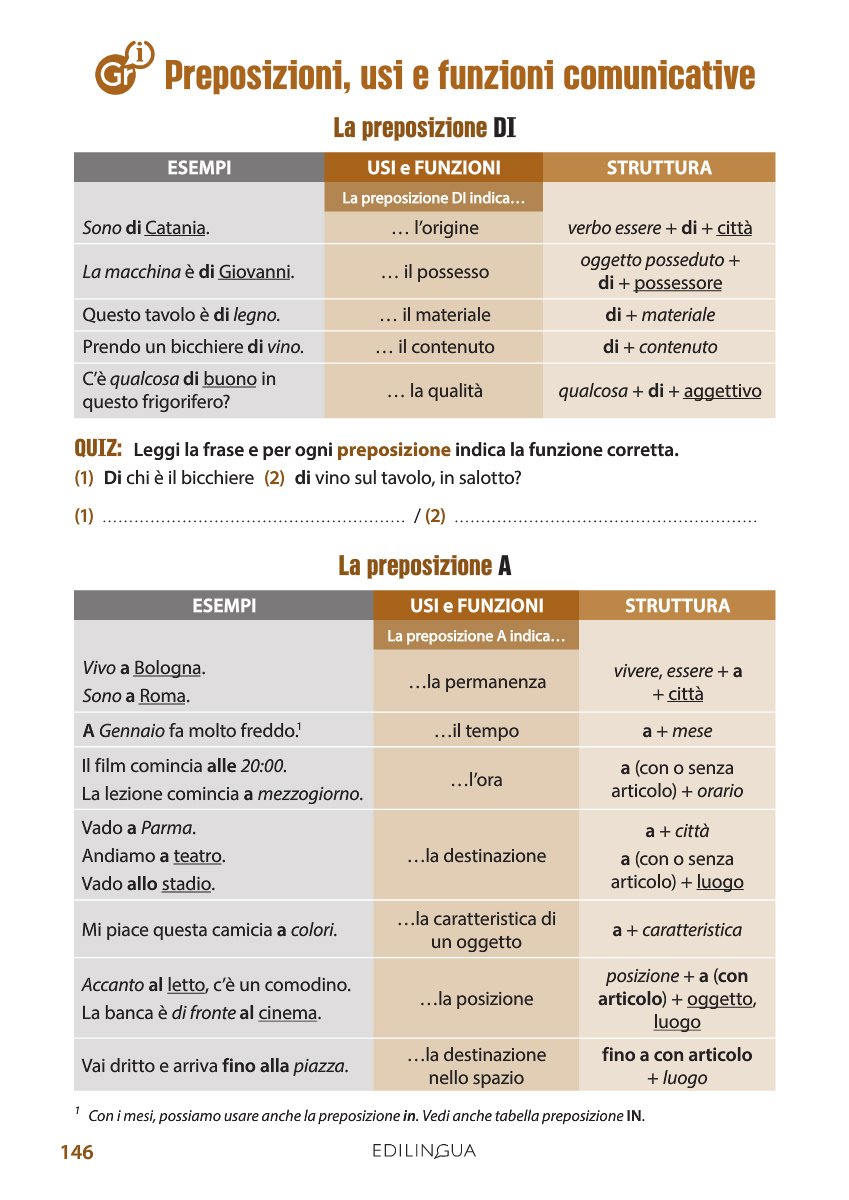 Gr i
Preposizioni, usi e funzioni comunicative
La preposizione DI
ESEMPI USI e FUNZIONI STRUTTURA
La preposizione DI indica…
Sono di Catania. … l’origine verbo essere + di + città
La macchina è di Giovanni. … il possesso oggetto posseduto +
di + possessore
Questo tavolo è di legno. … il materiale di + materiale
Prendo un bicchiere di vino. … il contenuto di + contenuto
C’è qualcosa di buono in
questo frigorifero? … la qualità qualcosa + di + aggettivo
QUIZ: Leggi la frase e per ogni preposizione indica la funzione corretta.
(1) Di chi è il bicchiere (2) di vino sul tavolo, in salotto?
(1) ......................................................... / (2) .........................................................
La preposizione A
ESEMPI USI e FUNZIONI STRUTTURA
La preposizione A indica…
Vivo a Bologna.
Sono a Roma.
…la permanenza
vivere, essere + a
+ città
A Gennaio fa molto freddo.1 …il tempo a + mese
Il film comincia alle 20:00.
La lezione comincia a mezzogiorno.
…l’ora
a (con o senza
articolo) + orario
Vado a Parma.
Andiamo a teatro.
Vado allo stadio.
…la destinazione
a + città
a (con o senza
articolo) + luogo
Mi piace questa camicia a colori.
…la caratteristica di
un oggetto
a + caratteristica
Accanto al letto, c’è un comodino.
La banca è di fronte al cinema.
…la posizione
posizione + a (con
articolo) + oggetto,
luogo
Vai dritto e arriva fino alla piazza.
…la destinazione
nello spazio
fino a con articolo
+ luogo
1 Con i mesi, possiamo usare anche la preposizione in. Vedi anche tabella preposizione IN.
146 EDILINGUA